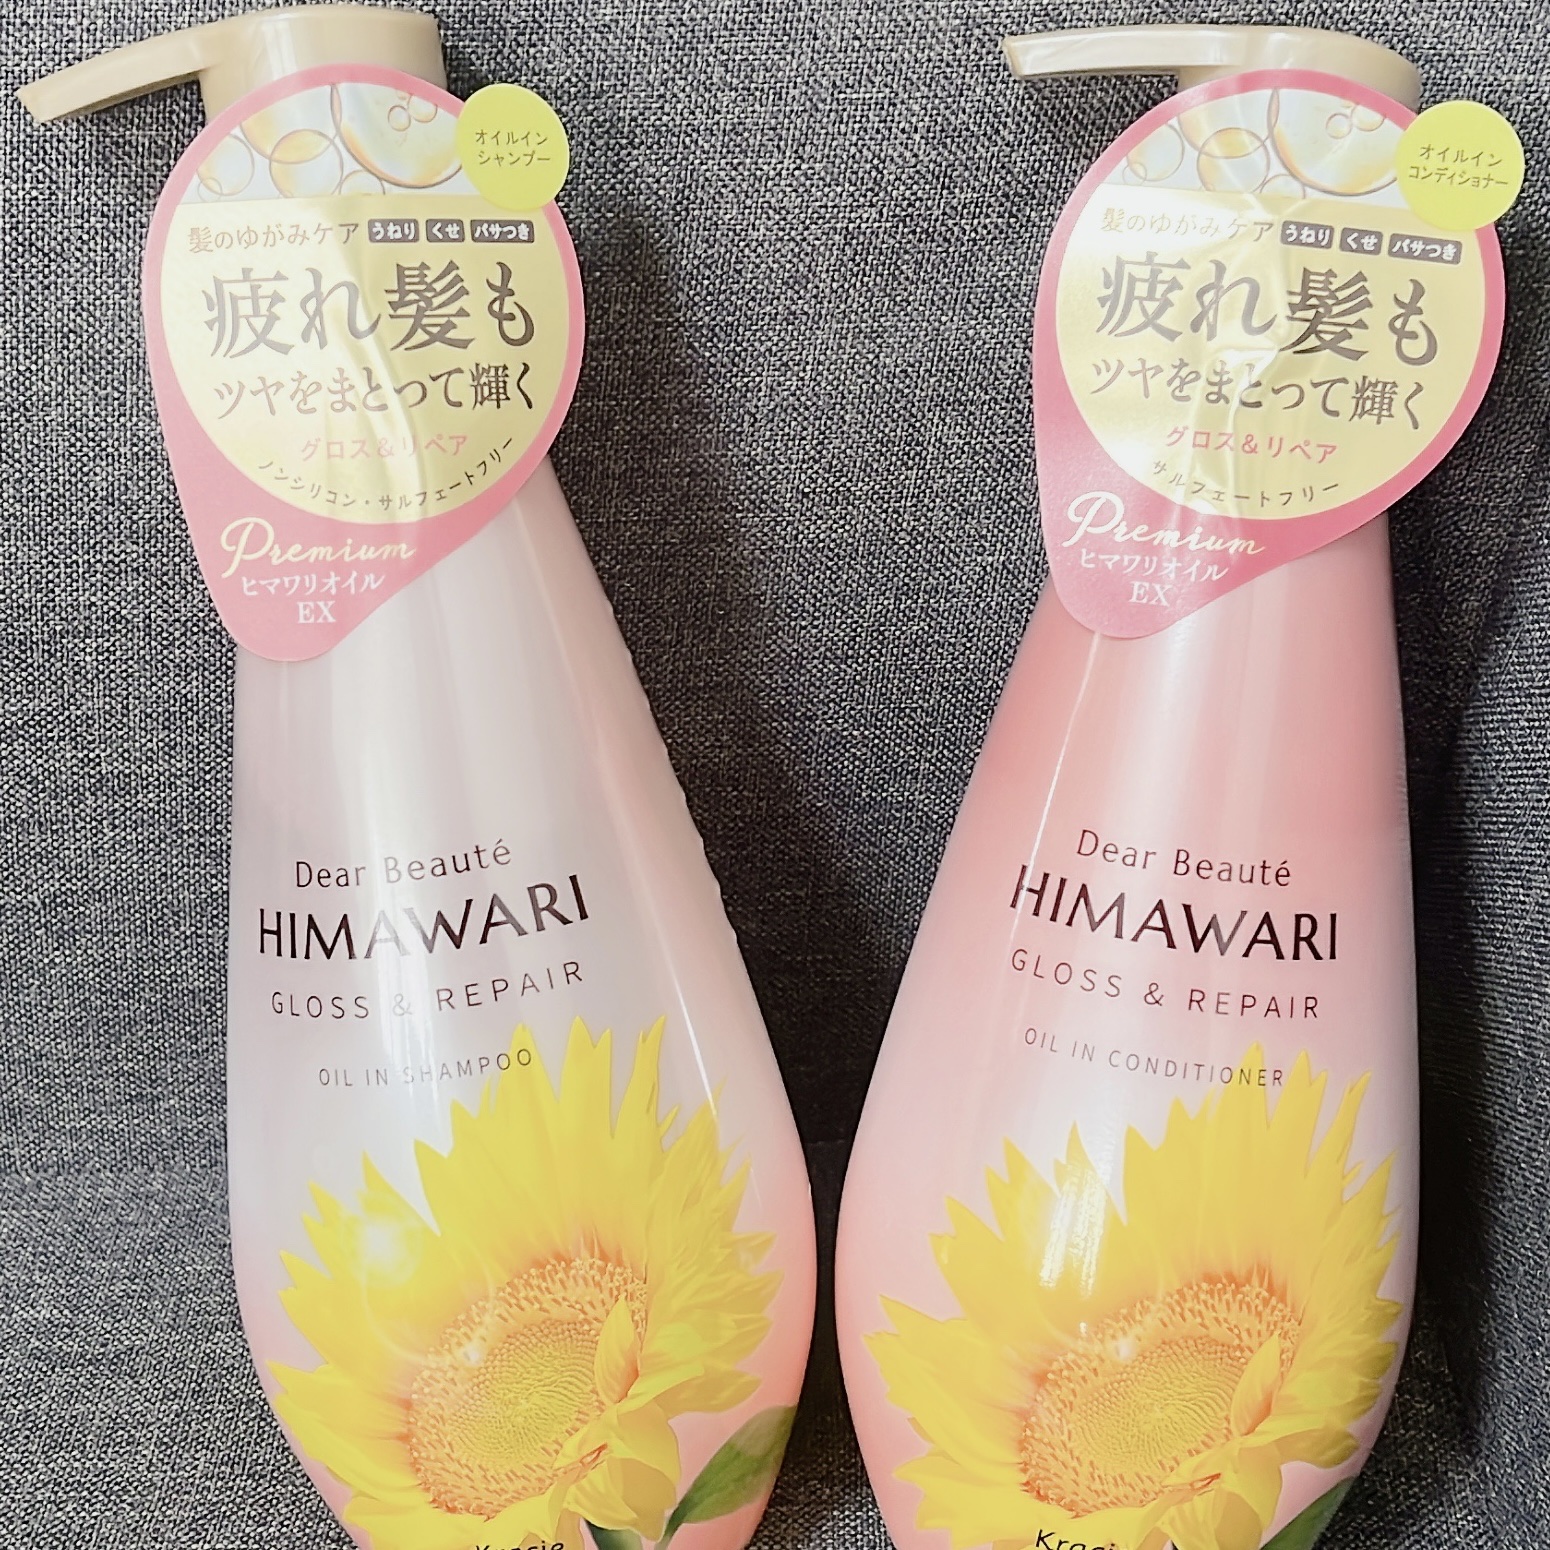 オイルイン
シャンプー
髪のゆがみケア うねり くせ パサつき
疲れ髪も
ツヤをまとって輝く
グロス&リペア
ノンシリコン・サルフェートフリー
Premium
ヒマワリオイル
EX
Dear Beauté
HIMAWARI
GLOSS & REPAIR
OIL IN SHAMPOO
Kracie
オイルイン
コンディショナー
髪のゆがみケア うねり くせ パサつき
疲れ髪も
ツヤをまとって輝く
グロス&リペア
サルフェートフリー
Premium
ヒマワリオイル
EX
Dear Beauté
HIMAWARI
GLOSS & REPAIR
OIL IN CONDITIONER
Kraci